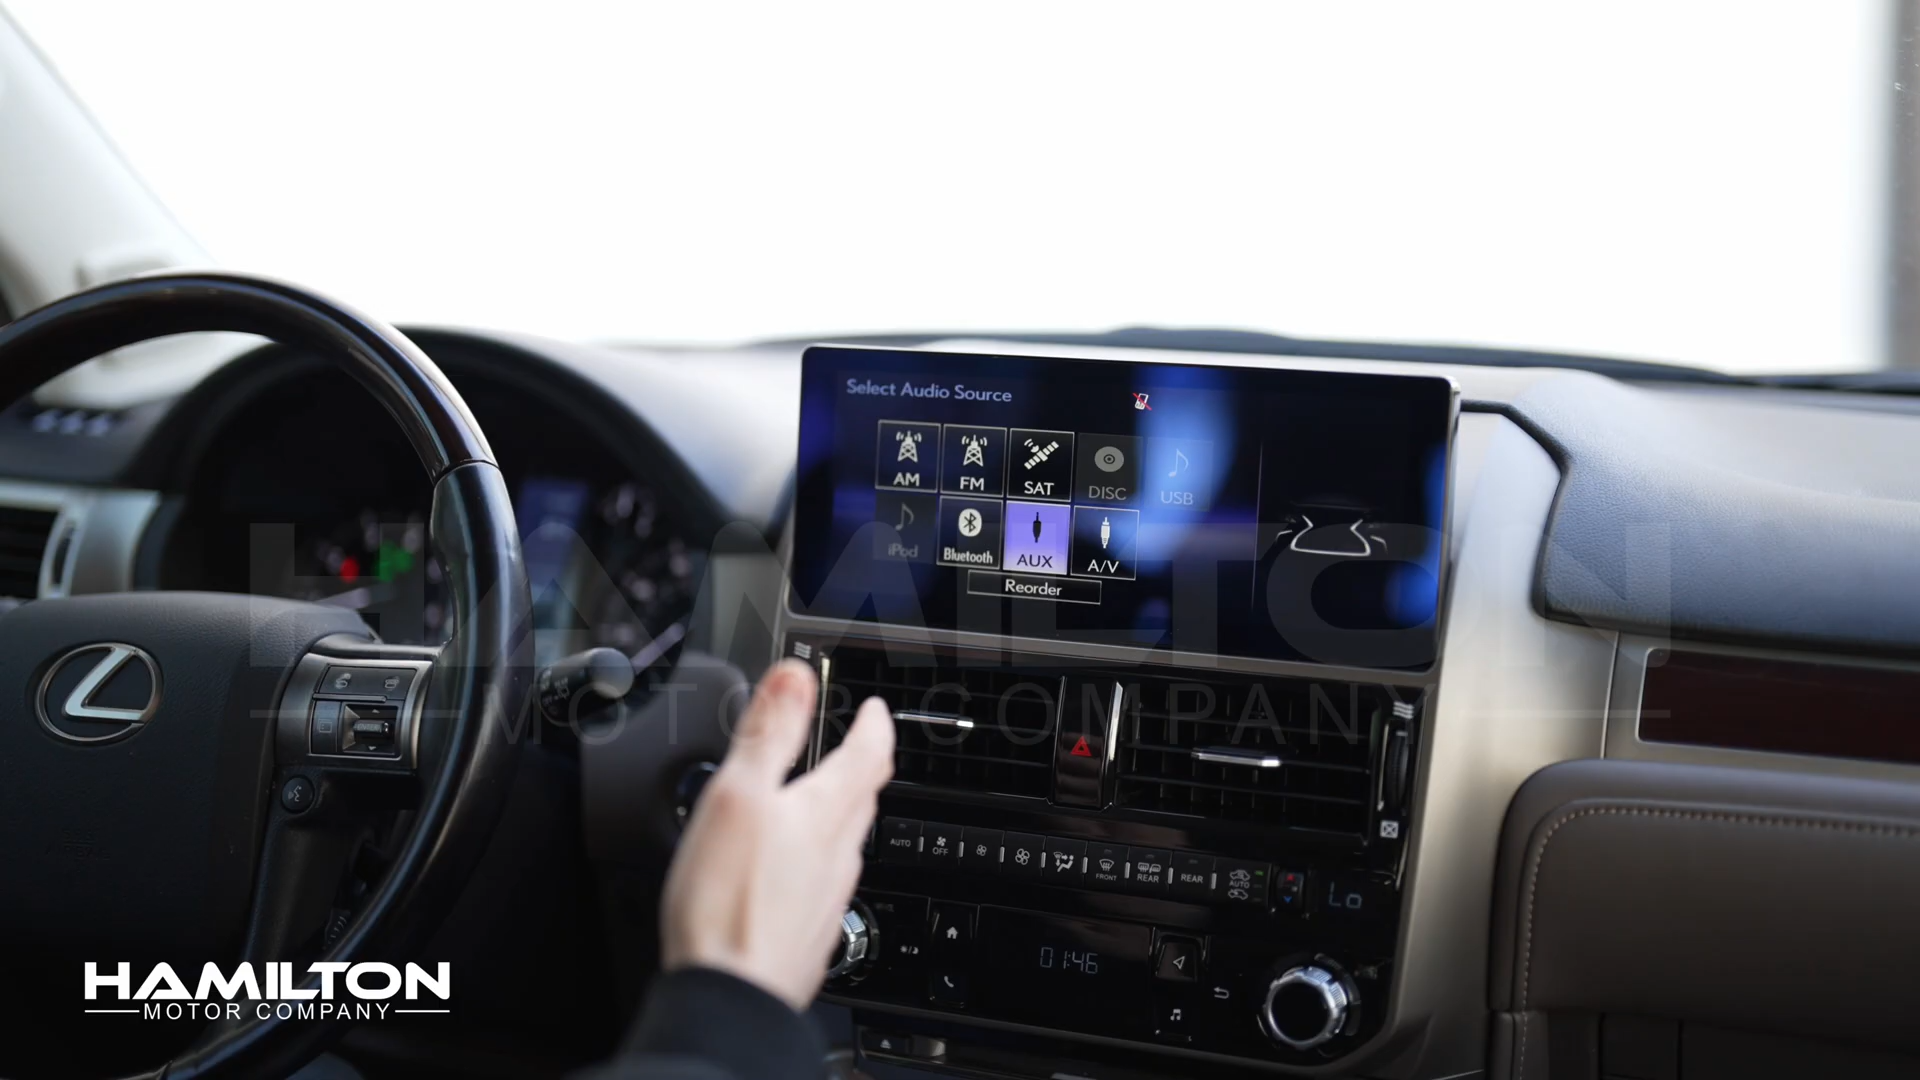 Select Audio Source
AM
FM
SAT
DISC
USB
iPod
Bluetooth
AUX
A/V
Reorder
HAMILTON
MOTOR COMPANY
ENTER
AUTO
OFF
FRONT
REAR
REAR
AUTO
Lo
01:46
HAMILTON
MOTOR COMPANY